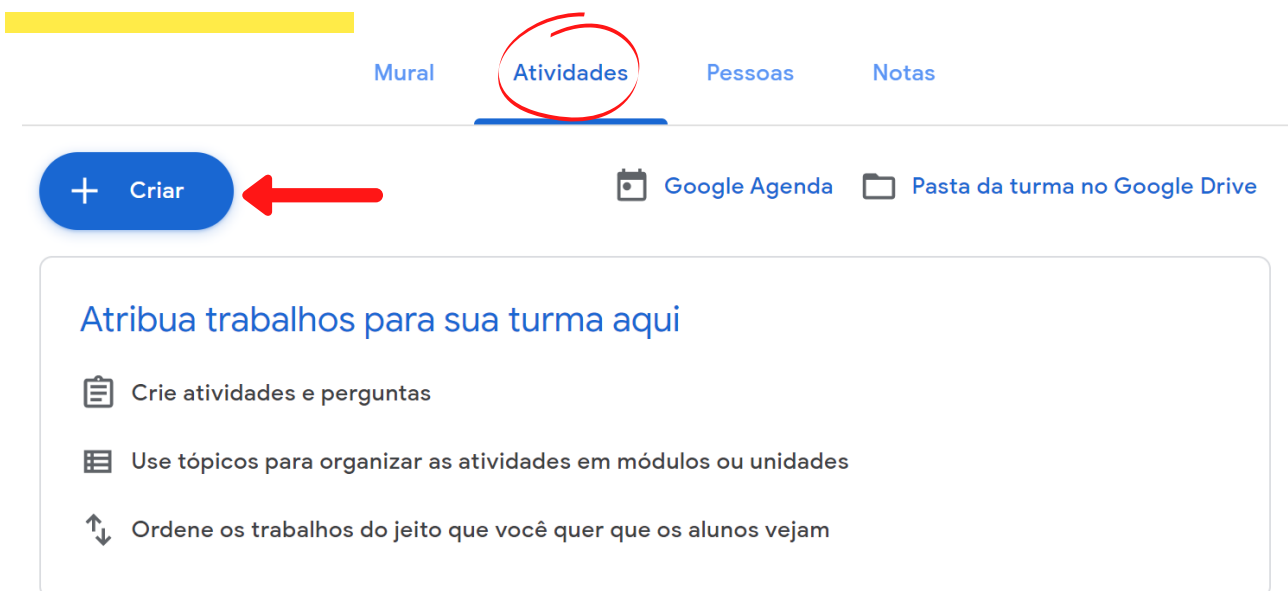 Mural Atividades Pessoas Notas
+ Criar
Google Agenda Pasta da turma no Google Drive
Atribua trabalhos para sua turma aqui
Crie atividades e perguntas
Use tópicos para organizar as atividades em módulos ou unidades
Ordene os trabalhos do jeito que você quer que os alunos vejam